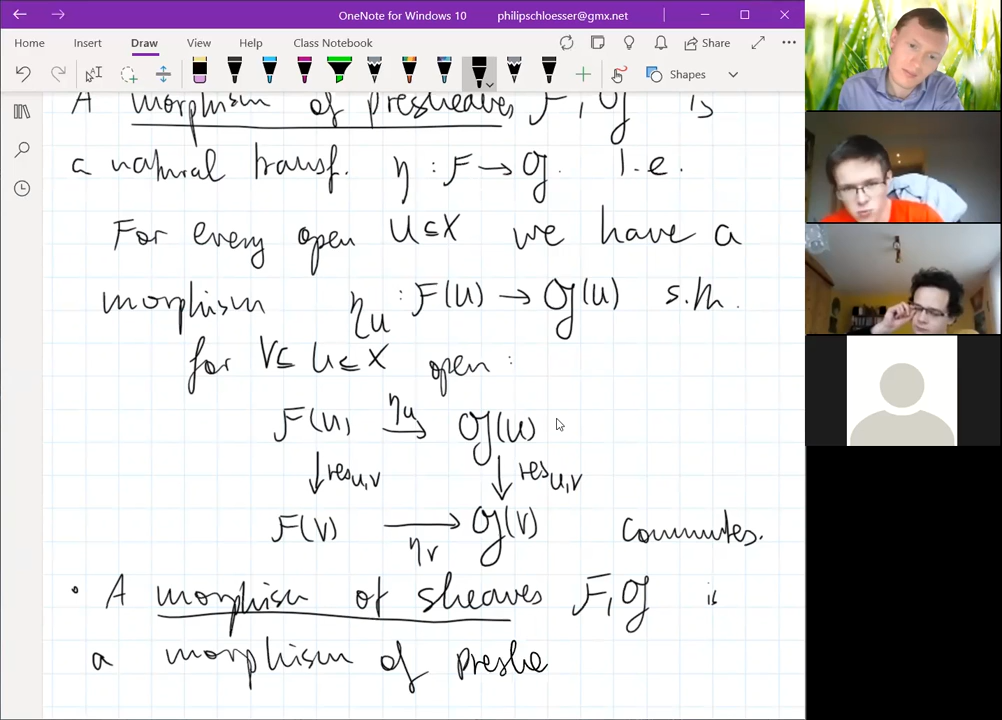 OneNote for Windows 10 philipschloesser@gmx.net
Home Insert Draw View Help Class Notebook Share
Shapes
A morphism of presheaves F, G is
a natural transf. η : F → G. I.e.
For every open U ⊆ X we have a
morphism η_U : F(U) → G(U) s.th.
for V ⊆ U ⊆ X open :
F(U) →^{η_U} G(U)
↓ res_{U,V} ↓ res_{U,V}
F(V) →_{η_V} G(V) commutes.
• A morphism of sheaves F, G is
a morphism of preshe